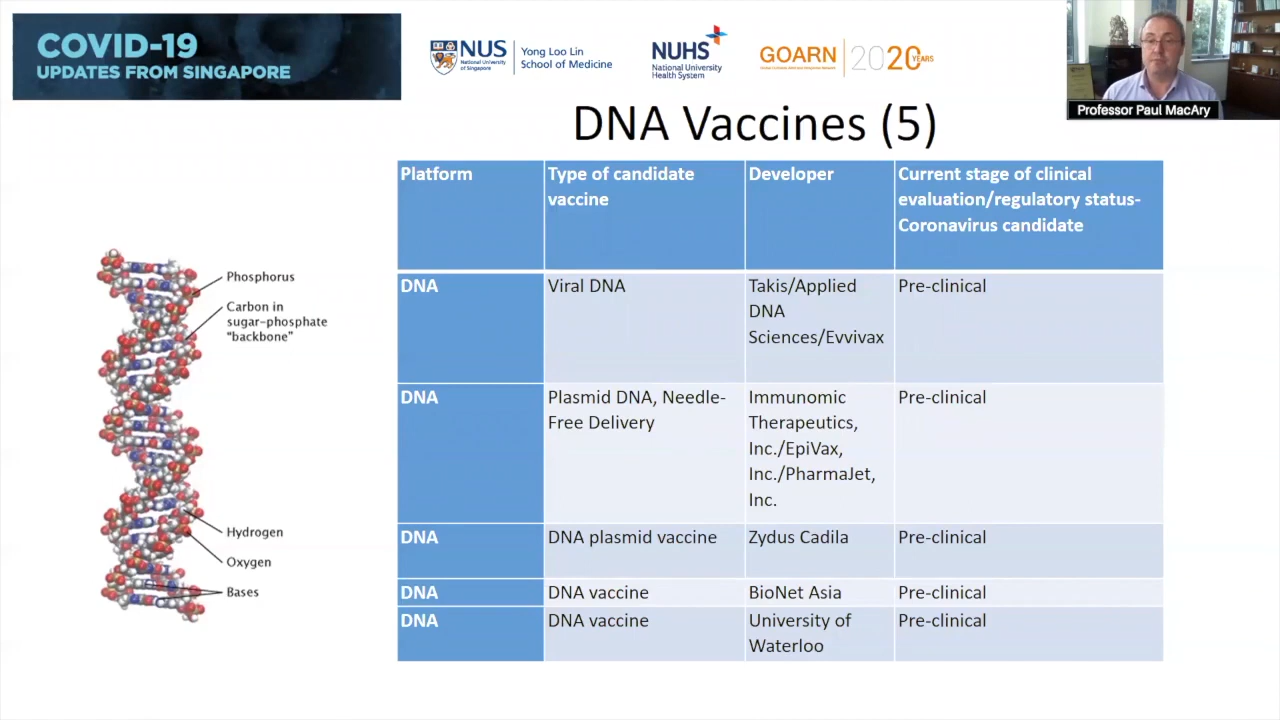 COVID-19
UPDATES FROM SINGAPORE
NUS
National University
of Singapore
Yong Loo Lin
School of Medicine
NUHS
National University
Health System
GOARN
2020
YEARS
Professor Paul MacAry
DNA Vaccines (5)
Platform
Type of candidate
vaccine
Developer
Current stage of clinical
evaluation/regulatory status-
Coronavirus candidate
DNA
Viral DNA
Takis/Applied
DNA
Sciences/Evvivax
Pre-clinical
DNA
Plasmid DNA, Needle-
Free Delivery
Immunomic
Therapeutics,
Inc./EpiVax,
Inc./PharmaJet,
Inc.
Pre-clinical
DNA
DNA plasmid vaccine
Zydus Cadila
Pre-clinical
DNA
DNA vaccine
BioNet Asia
Pre-clinical
DNA
DNA vaccine
University of
Waterloo
Pre-clinical
Phosphorus
Carbon in
sugar-phosphate
“backbone”
Hydrogen
Oxygen
Bases